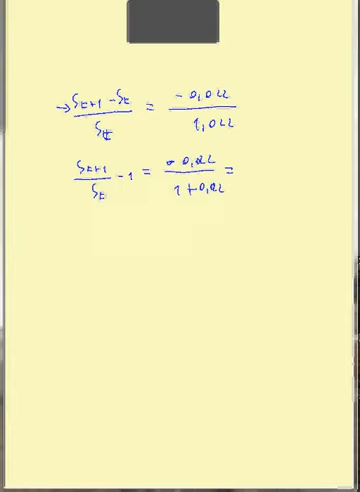 → (S_{t+1} - S_t) / S_t = -0,022 / 1,022
S_{t+1} / S_t - 1 = -0,022 / 1+0,022 =